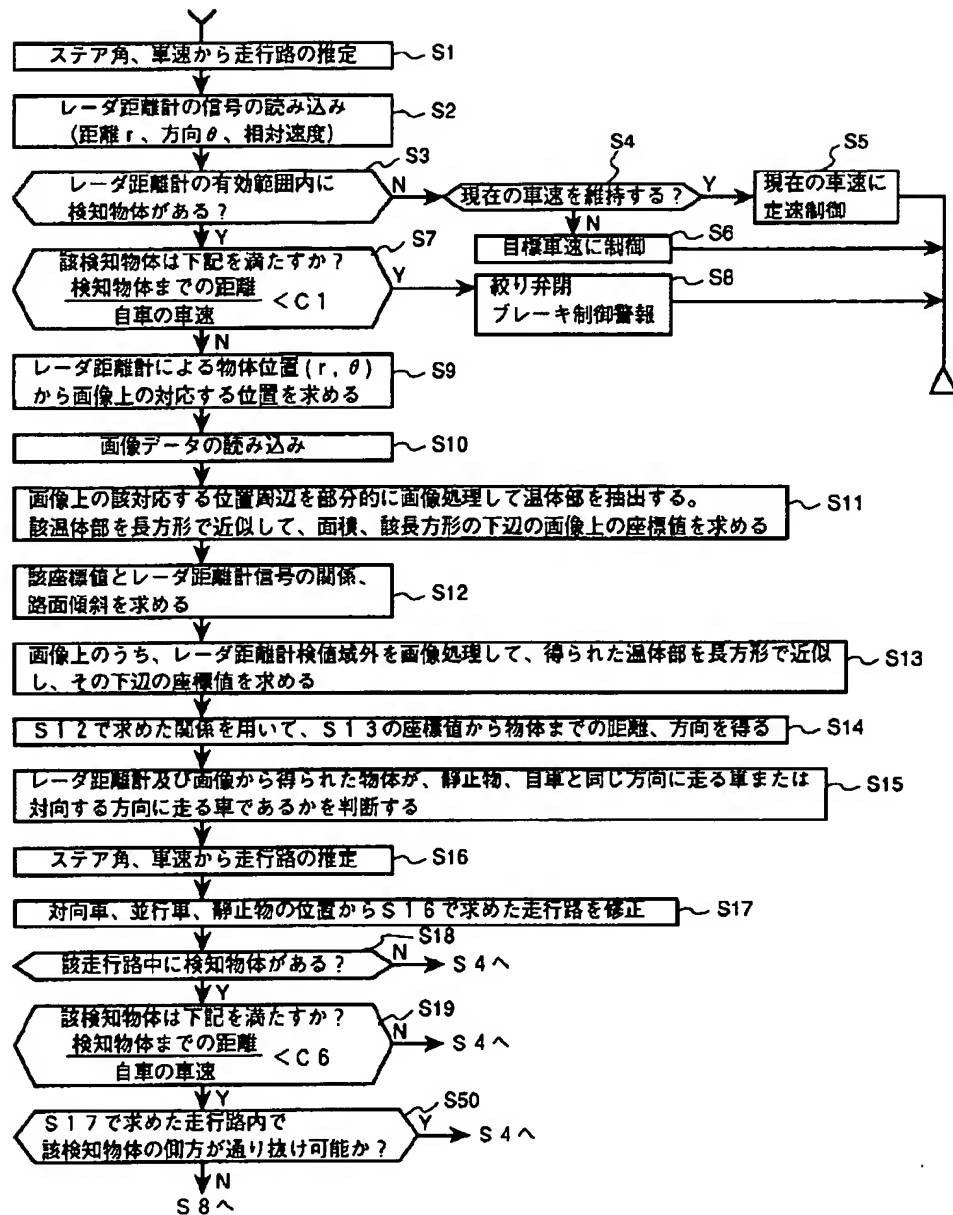 ステア角、車速から走行路の推定
S1
レーダ距離計の信号の読み込み
(距離r、方向θ、相対速度)
S2
レーダ距離計の有効範囲内に
検知物体がある?
S3
N
Y
現在の車速を維持する?
S4
Y
N
現在の車速に
定速制御
S5
目標車速に制御
S6
該検知物体は下記を満たすか?
検知物体までの距離
自車の車速
<C1
S7
Y
N
絞り弁閉
ブレーキ制御警報
S8
レーダ距離計による物体位置(r, θ)
から画像上の対応する位置を求める
S9
画像データの読み込み
S10
画像上の該対応する位置周辺を部分的に画像処理して温体部を抽出する。
該温体部を長方形で近似して、面積、該長方形の下辺の画像上の座標値を求める
S11
該座標値とレーダ距離計信号の関係、
路面傾斜を求める
S12
画像上のうち、レーダ距離計検値域外を画像処理して、得られた温体部を長方形で近似
し、その下辺の座標値を求める
S13
S12で求めた関係を用いて、S13の座標値から物体までの距離、方向を得る
S14
レーダ距離計及び画像から得られた物体が、静止物、自車と同じ方向に走る車または
対向する方向に走る車であるかを判断する
S15
ステア角、車速から走行路の推定
S16
対向車、並行車、静止物の位置からS16で求めた走行路を修正
S17
該走行路中に検知物体がある?
S18
N
S4へ
Y
該検知物体は下記を満たすか?
検知物体までの距離
自車の車速
<C6
S19
N
S4へ
Y
S17で求めた走行路内で
該検知物体の側方が通り抜け可能か?
S50
Y
S4へ
N
S8へ